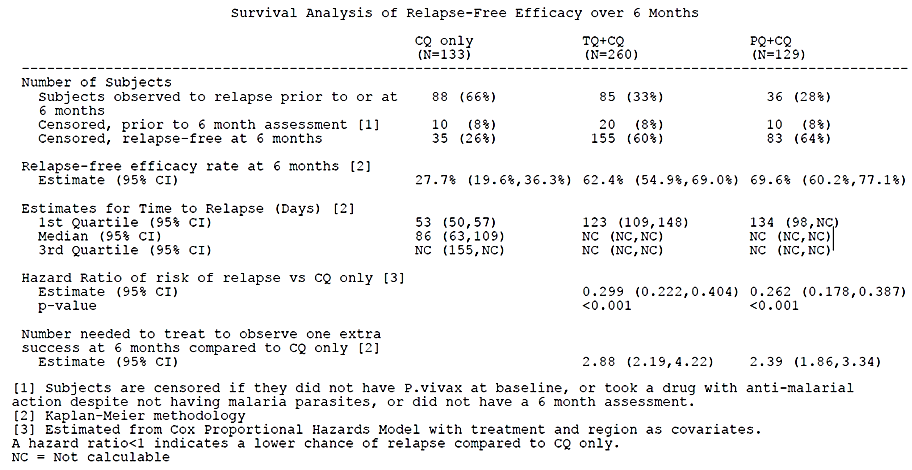 Survival Analysis of Relapse-Free Efficacy over 6 Months
CQ only TQ+CQ PQ+CQ
(N=133) (N=260) (N=129)
Number of Subjects
Subjects observed to relapse prior to or at 88 (66%) 85 (33%) 36 (28%)
6 months
Censored, prior to 6 month assessment [1] 10 (8%) 20 (8%) 10 (8%)
Censored, relapse-free at 6 months 35 (26%) 155 (60%) 83 (64%)
Relapse-free efficacy rate at 6 months [2]
Estimate (95% CI) 27.7% (19.6%,36.3%) 62.4% (54.9%,69.0%) 69.6% (60.2%,77.1%)
Estimates for Time to Relapse (Days) [2]
1st Quartile (95% CI) 53 (50,57) 123 (109,148) 134 (98,NC)
Median (95% CI) 86 (63,109) NC (NC,NC) NC (NC,NC)
3rd Quartile (95% CI) NC (155,NC) NC (NC,NC) NC (NC,NC)
Hazard Ratio of risk of relapse vs CQ only [3]
Estimate (95% CI) 0.299 (0.222,0.404) 0.262 (0.178,0.387)
p-value <0.001 <0.001
Number needed to treat to observe one extra
success at 6 months compared to CQ only [2]
Estimate (95% CI) 2.88 (2.19,4.22) 2.39 (1.86,3.34)
[1] Subjects are censored if they did not have P.vivax at baseline, or took a drug with anti-malarial
action despite not having malaria parasites, or did not have a 6 month assessment.
[2] Kaplan-Meier methodology
[3] Estimated from Cox Proportional Hazards Model with treatment and region as covariates.
A hazard ratio<1 indicates a lower chance of relapse compared to CQ only.
NC = Not calculable